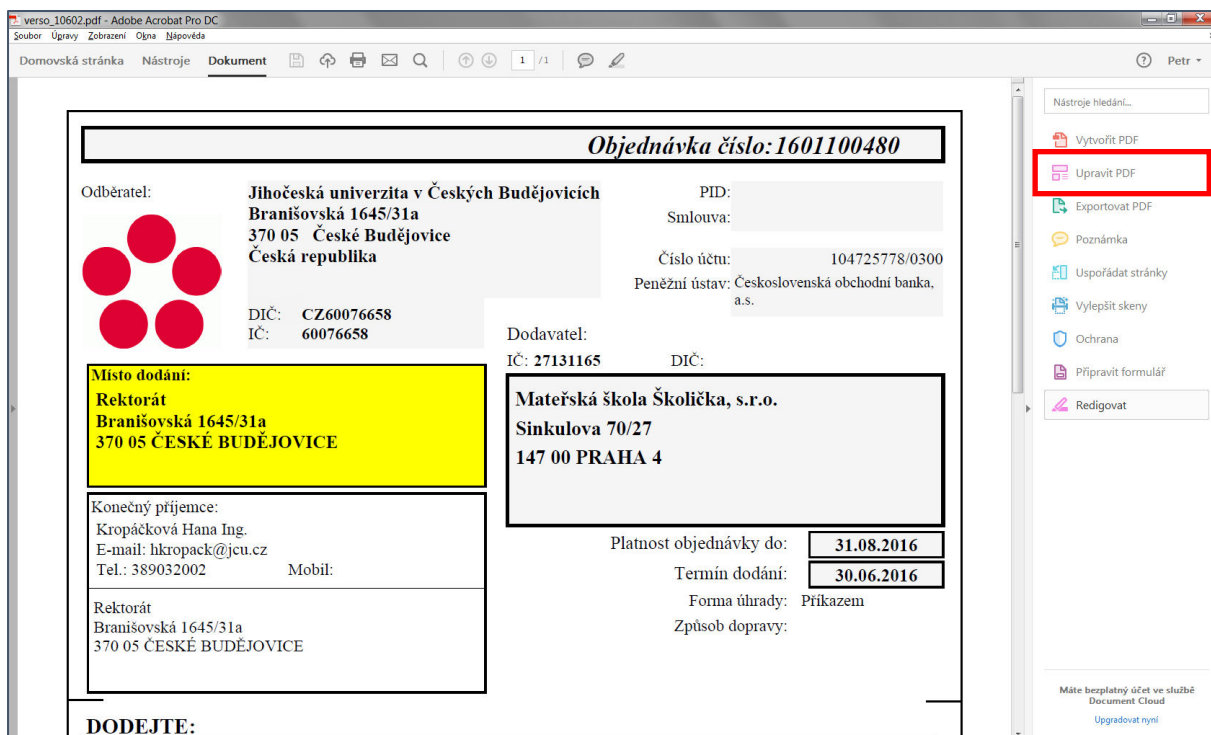 verso_10602.pdf - Adobe Acrobat Pro DC
Soubor Úpravy Zobrazení Okna Nápověda
Domovská stránka Nástroje Dokument 1 /1 Petr
Nástroje hledání...
Vytvořit PDF
Upravit PDF
Exportovat PDF
Poznámka
Uspořádat stránky
Vylepšit skeny
Ochrana
Připravit formulář
Redigovat
Máte bezplatný účet ve službě
Document Cloud
Upgradovat nyní
Objednávka číslo:1601100480
Odběratel:
Jihočeská univerzita v Českých Budějovicích
Branišovská 1645/31a
370 05 České Budějovice
Česká republika
DIČ: CZ60076658
IČ: 60076658
PID:
Smlouva:
Číslo účtu: 104725778/0300
Peněžní ústav: Československá obchodní banka,
a.s.
Dodavatel:
IČ: 27131165 DIČ:
Mateřská škola Školička, s.r.o.
Sinkulova 70/27
147 00 PRAHA 4
Místo dodání:
Rektorát
Branišovská 1645/31a
370 05 ČESKÉ BUDĚJOVICE
Konečný příjemce:
Kropáčková Hana Ing.
E-mail: hkropack@jcu.cz
Tel.: 389032002 Mobil:
Rektorát
Branišovská 1645/31a
370 05 ČESKÉ BUDĚJOVICE
Platnost objednávky do: 31.08.2016
Termín dodání: 30.06.2016
Forma úhrady: Příkazem
Způsob dopravy:
DODEJTE: